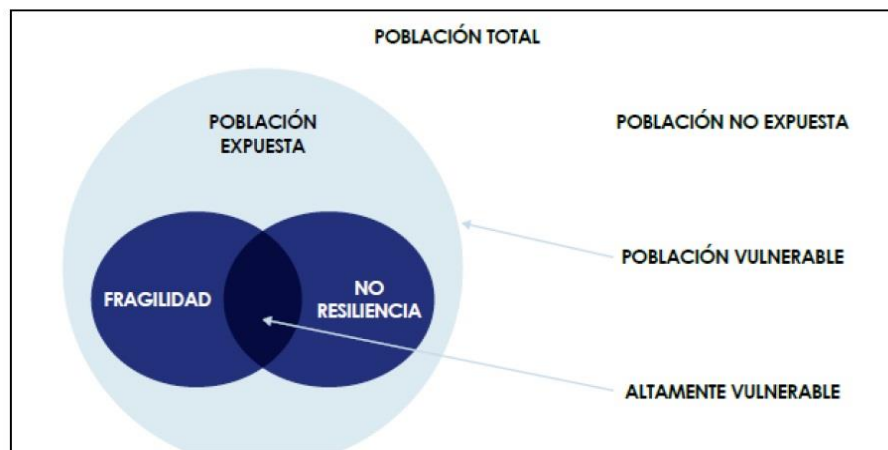 POBLACIÓN TOTAL
POBLACIÓN
EXPUESTA
POBLACIÓN NO EXPUESTA
POBLACIÓN VULNERABLE
FRAGILIDAD
NO
RESILIENCIA
ALTAMENTE VULNERABLE